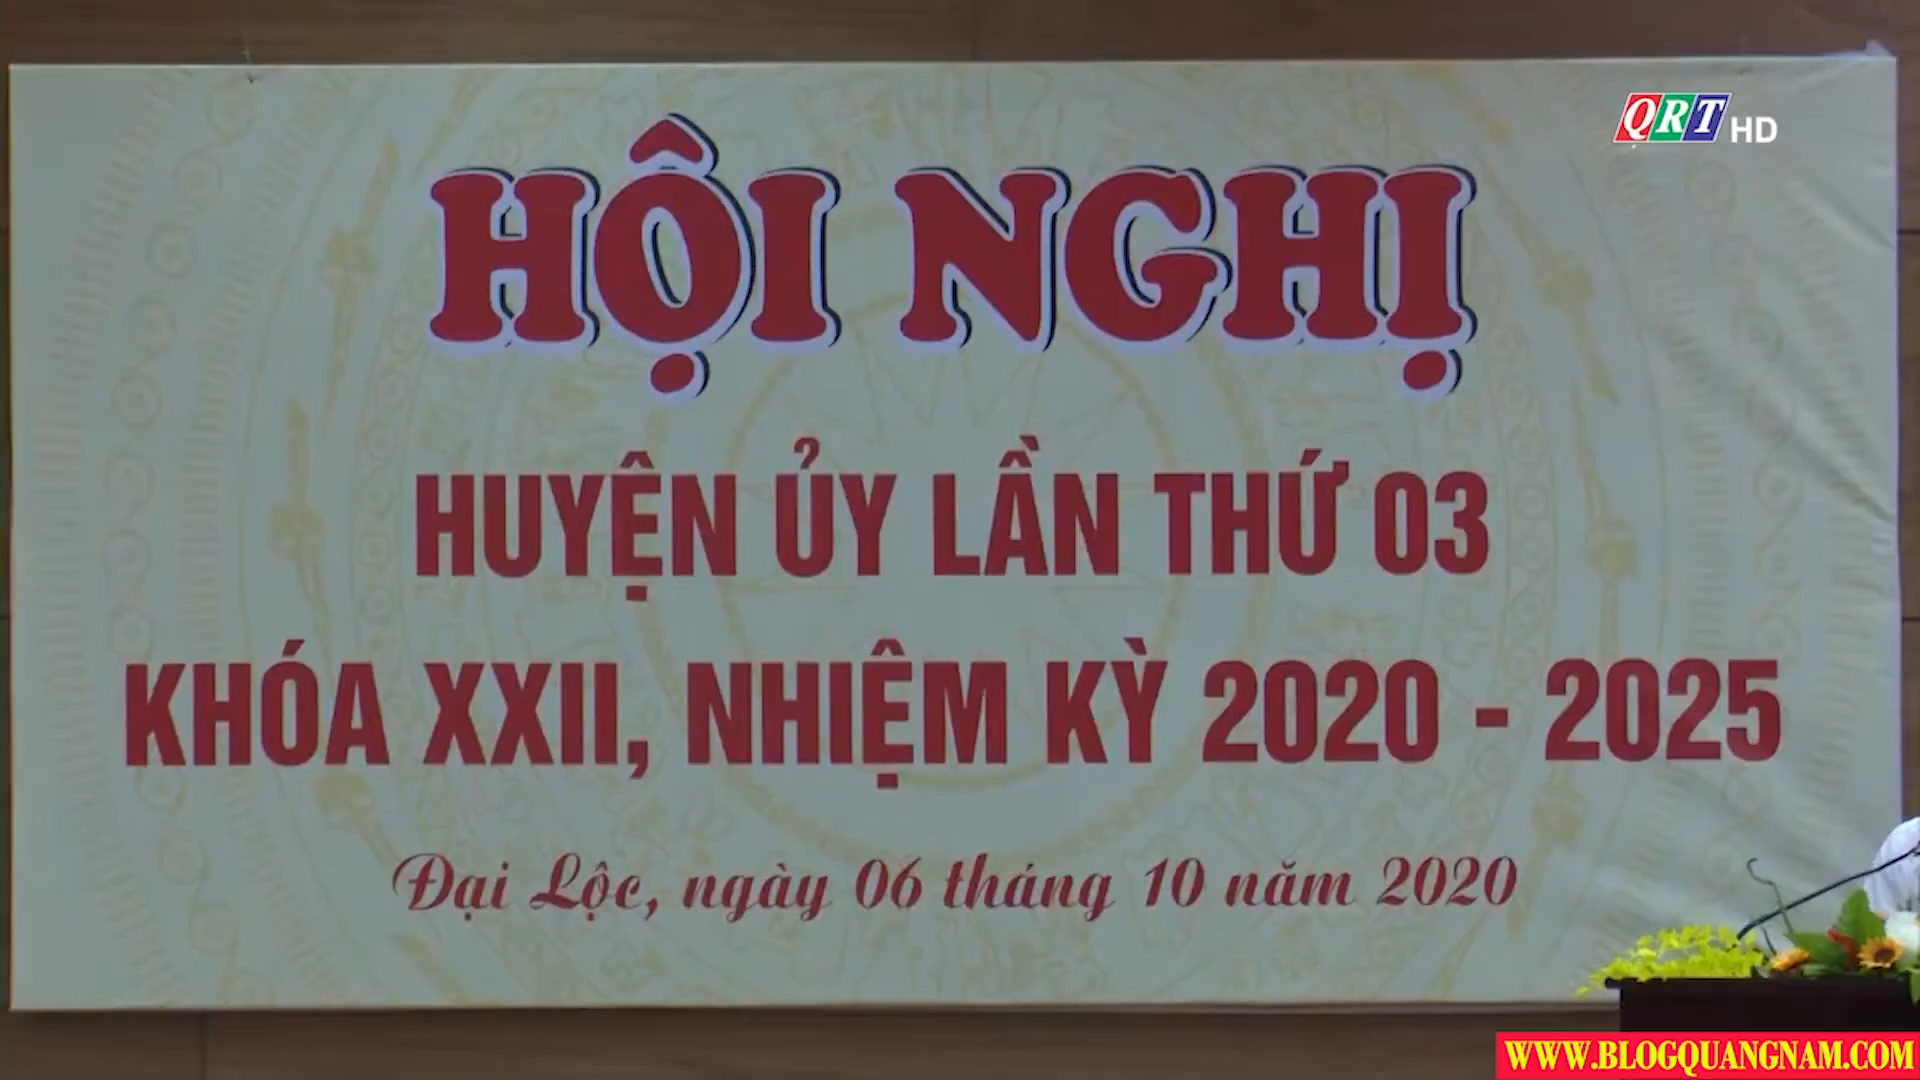 QRT HD
HỘI NGHỊ
HUYỆN ỦY LẦN THỨ 03
KHÓA XXII, NHIỆM KỲ 2020 - 2025
Đại Lộc, ngày 06 tháng 10 năm 2020
WWW.BLOGQUANGNAM.COM